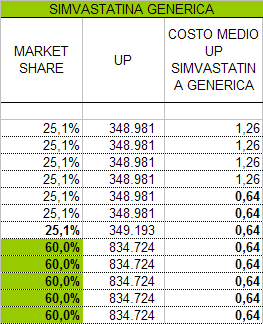 SIMVASTATINA GENERICA
MARKET SHARE UP COSTO MEDIO UP SIMVASTATIN A GENERICA
25,1% 348.981 1,26
25,1% 348.981 1,26
25,1% 348.981 1,26
25,1% 348.981 1,26
25,1% 348.981 0,64
25,1% 348.981 0,64
25,1% 349.193 0,64
60,0% 834.724 0,64
60,0% 834.724 0,64
60,0% 834.724 0,64
60,0% 834.724 0,64
60,0% 834.724 0,64